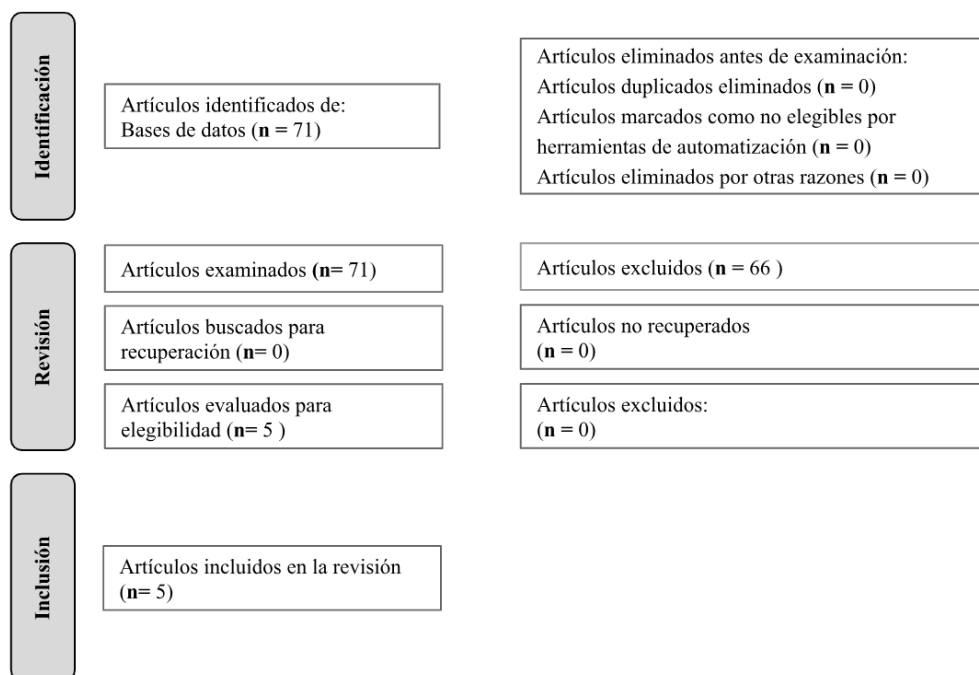 Identificación
Artículos identificados de:
Bases de datos (n = 71)
Artículos eliminados antes de examinación:
Artículos duplicados eliminados (n = 0)
Artículos marcados como no elegibles por
herramientas de automatización (n = 0)
Artículos eliminados por otras razones (n = 0)
Revisión
Artículos examinados (n= 71)
Artículos excluidos (n = 66 )
Artículos buscados para
recuperación (n= 0)
Artículos no recuperados
(n = 0)
Artículos evaluados para
elegibilidad (n= 5 )
Artículos excluidos:
(n = 0)
Inclusión
Artículos incluidos en la revisión
(n= 5)